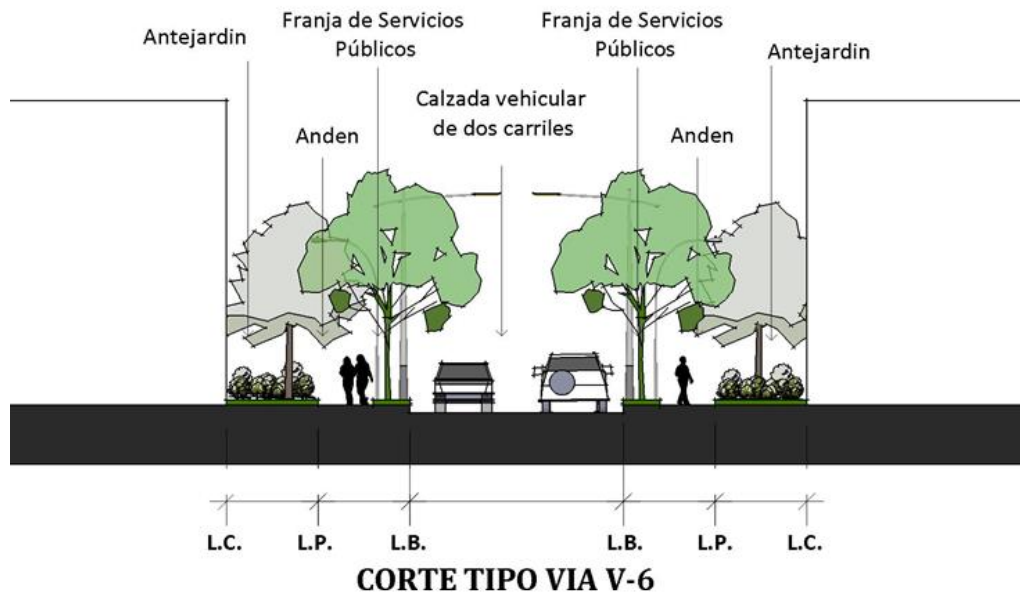 Antejardin
Franja de Servicios
Públicos
Calzada vehicular
de dos carriles
Franja de Servicios
Públicos
Antejardin
Anden
Anden
L.C. L.P. L.B. L.B. L.P. L.C.
CORTE TIPO VIA V-6